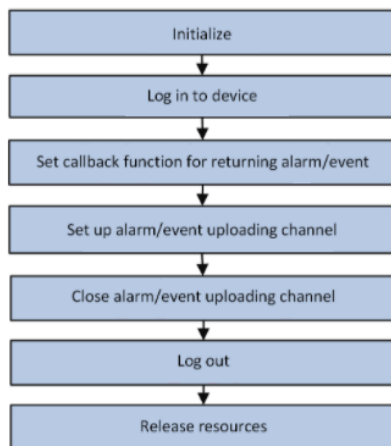 Initialize
Log in to device
Set callback function for returning alarm/event
Set up alarm/event uploading channel
Close alarm/event uploading channel
Log out
Release resources